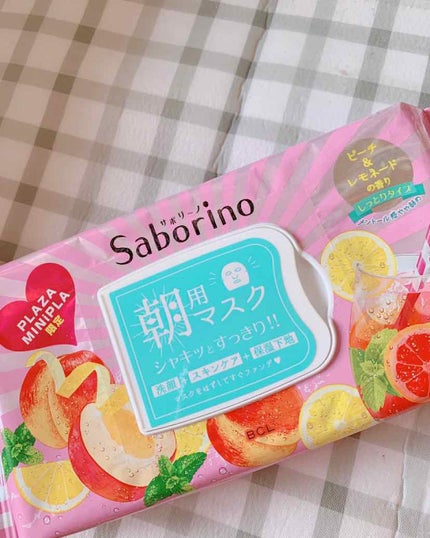 サボリーノ
Saborino
PLAZA
MiNiPLA
限定
ピーチ
&
レモネード
の香り
しっとりタイプ
朝用マスク
シャキッとすっきり!!
洗顔+スキンケア+保湿下地
マスクをはずしてすぐファンデ♥
BCL